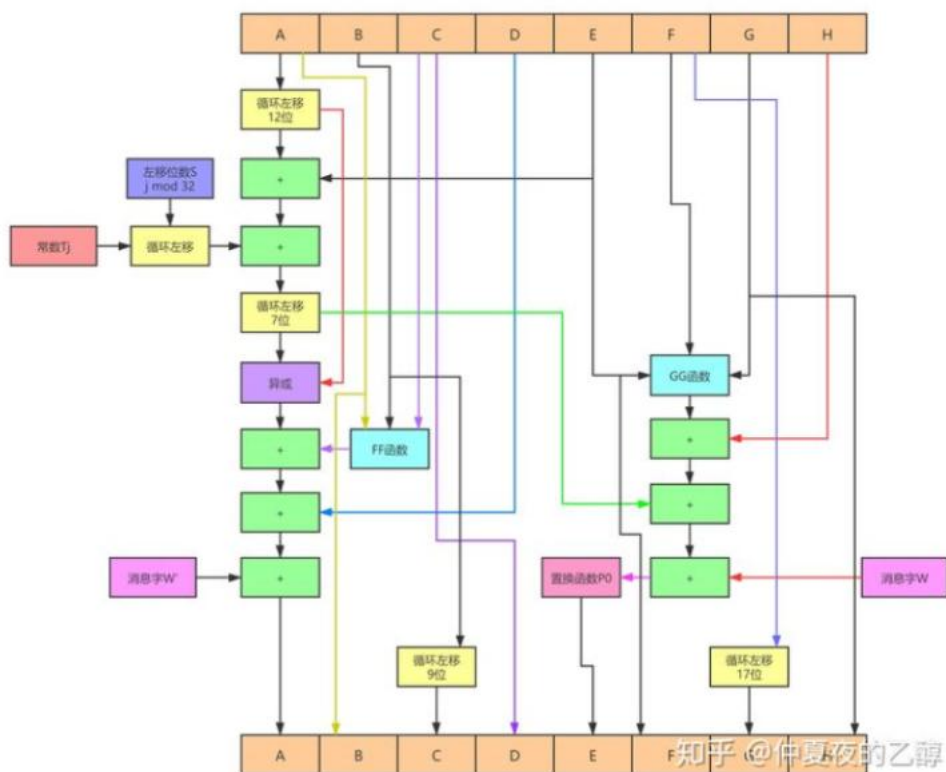 A B C D E F G H
循环左移
12位
左移位数S
j mod 32
+
常数Tj
循环左移
+
循环左移
7位
异或
GG函数
+
FF函数
+
+
+
消息字W'
+
置换函数P0
+
消息字W
循环左移
9位
循环左移
17位
A B C D E F G H
知乎 @仲夏夜的乙醇